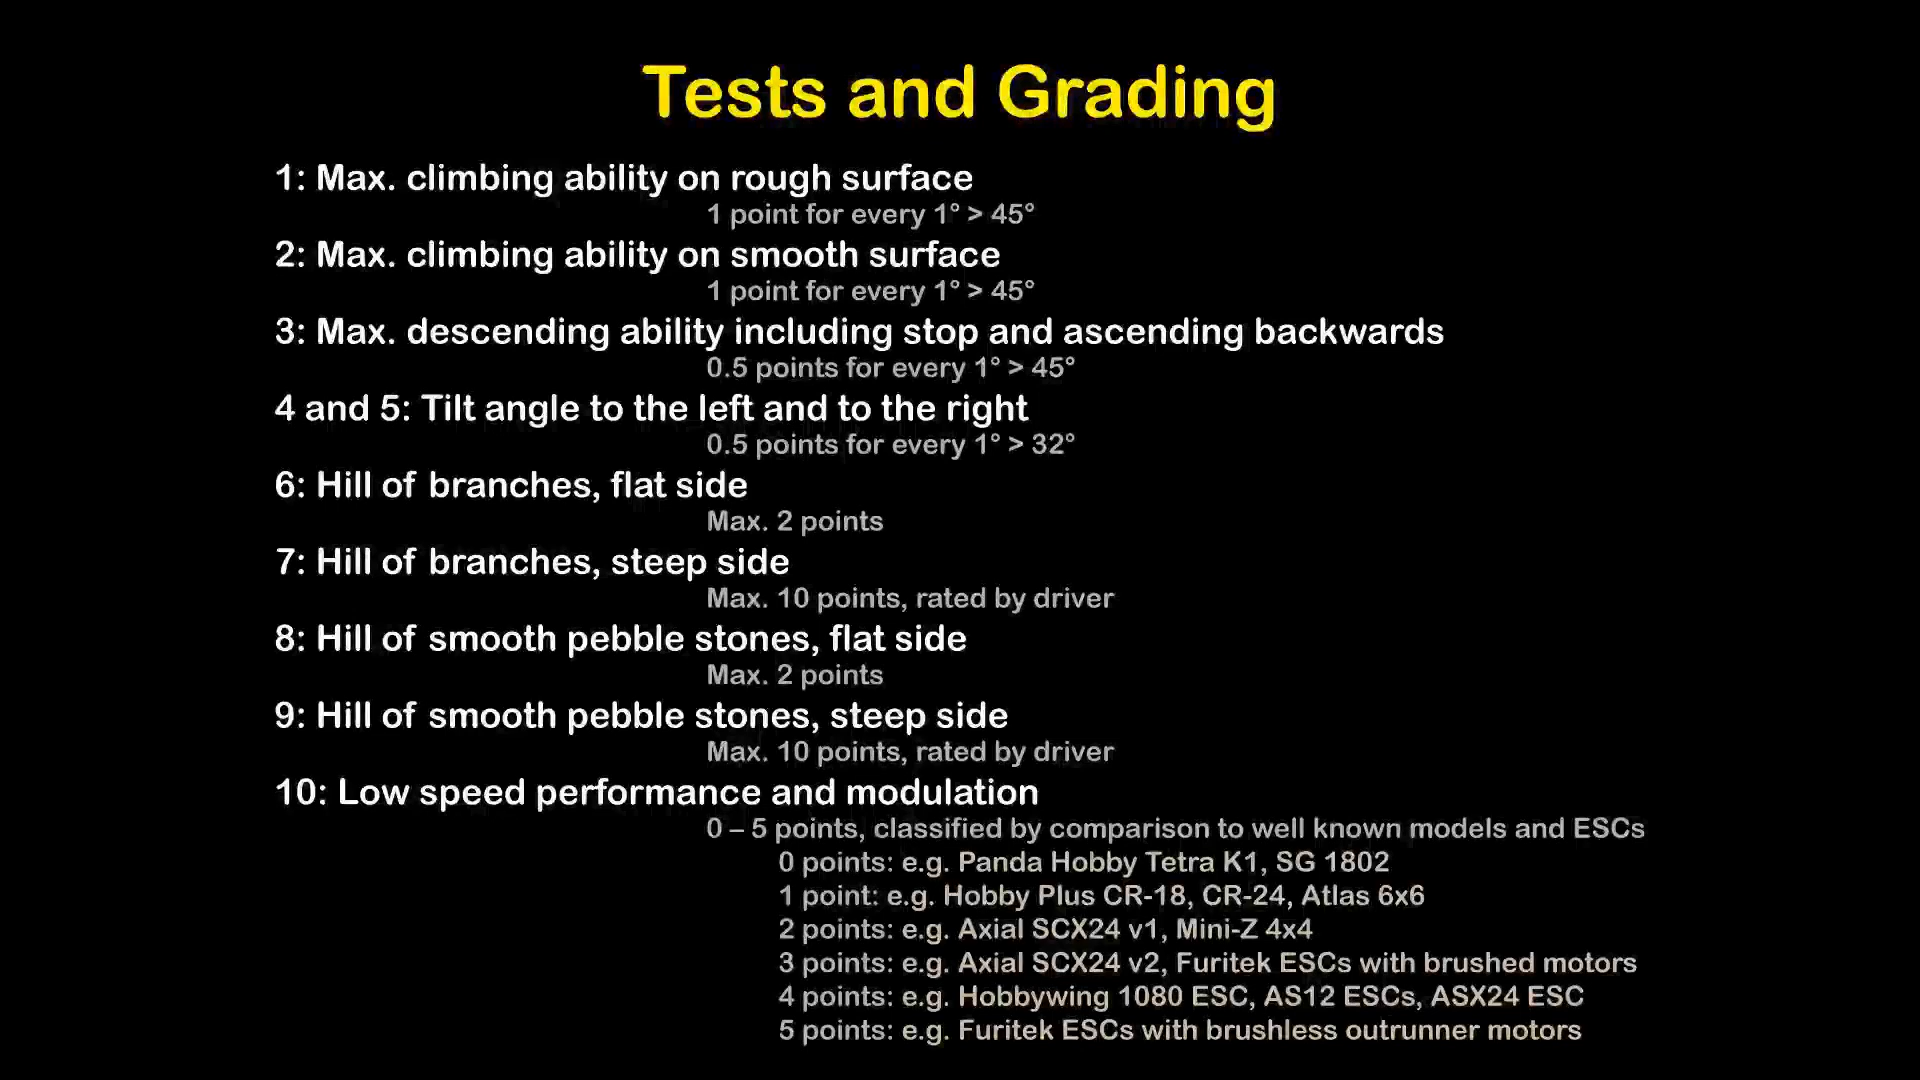 Tests and Grading
1: Max. climbing ability on rough surface
1 point for every 1° > 45°
2: Max. climbing ability on smooth surface
1 point for every 1° > 45°
3: Max. descending ability including stop and ascending backwards
0.5 points for every 1° > 45°
4 and 5: Tilt angle to the left and to the right
0.5 points for every 1° > 32°
6: Hill of branches, flat side
Max. 2 points
7: Hill of branches, steep side
Max. 10 points, rated by driver
8: Hill of smooth pebble stones, flat side
Max. 2 points
9: Hill of smooth pebble stones, steep side
Max. 10 points, rated by driver
10: Low speed performance and modulation
0 – 5 points, classified by comparison to well known models and ESCs
0 points: e.g. Panda Hobby Tetra K1, SG 1802
1 point: e.g. Hobby Plus CR-18, CR-24, Atlas 6x6
2 points: e.g. Axial SCX24 v1, Mini-Z 4x4
3 points: e.g. Axial SCX24 v2, Furitek ESCs with brushed motors
4 points: e.g. Hobbywing 1080 ESC, AS12 ESCs, ASX24 ESC
5 points: e.g. Furitek ESCs with brushless outrunner motors